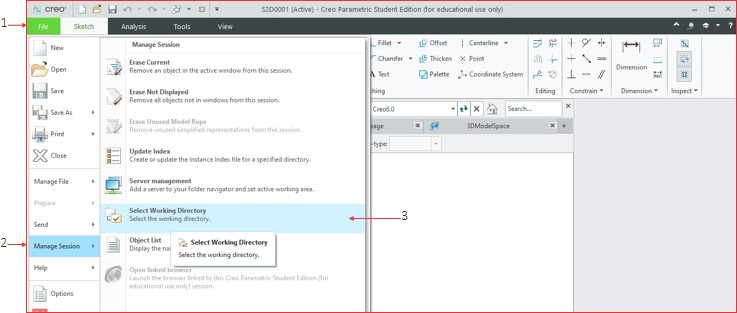 creo
S2D0001 (Active) - Creo Parametric Student Edition (for educational use only)
1
File Sketch Analysis Tools View
New
Open
Save
Save As
Print
Close
Manage File
Prepare
Send
2
Manage Session
Help
Options
Manage Session
Erase Current
Remove an object in the active window from this session.
Erase Not Displayed
Remove all objects not in windows from this session.
Erase Unused Model Reps
Remove unused simplified representations from this session.
Update Index
Create or update the Instance Index file for a specified directory.
Server management
Add a server to your folder navigator and set active working area.
Select Working Directory
Select the working directory.
3
Object List
Display the na
Select Working Directory
Select the working directory.
Open linked browser
Launch the browser linked to this Creo Parametric Student Edition (for
educational use only) session.
Fillet Offset Centerline
Chamfer Thicken Point
Text Palette Coordinate System
Dimension
ching Editing Constrain Dimension Inspect
Creo6.0 Search...
page 3DModelSpace
-type: